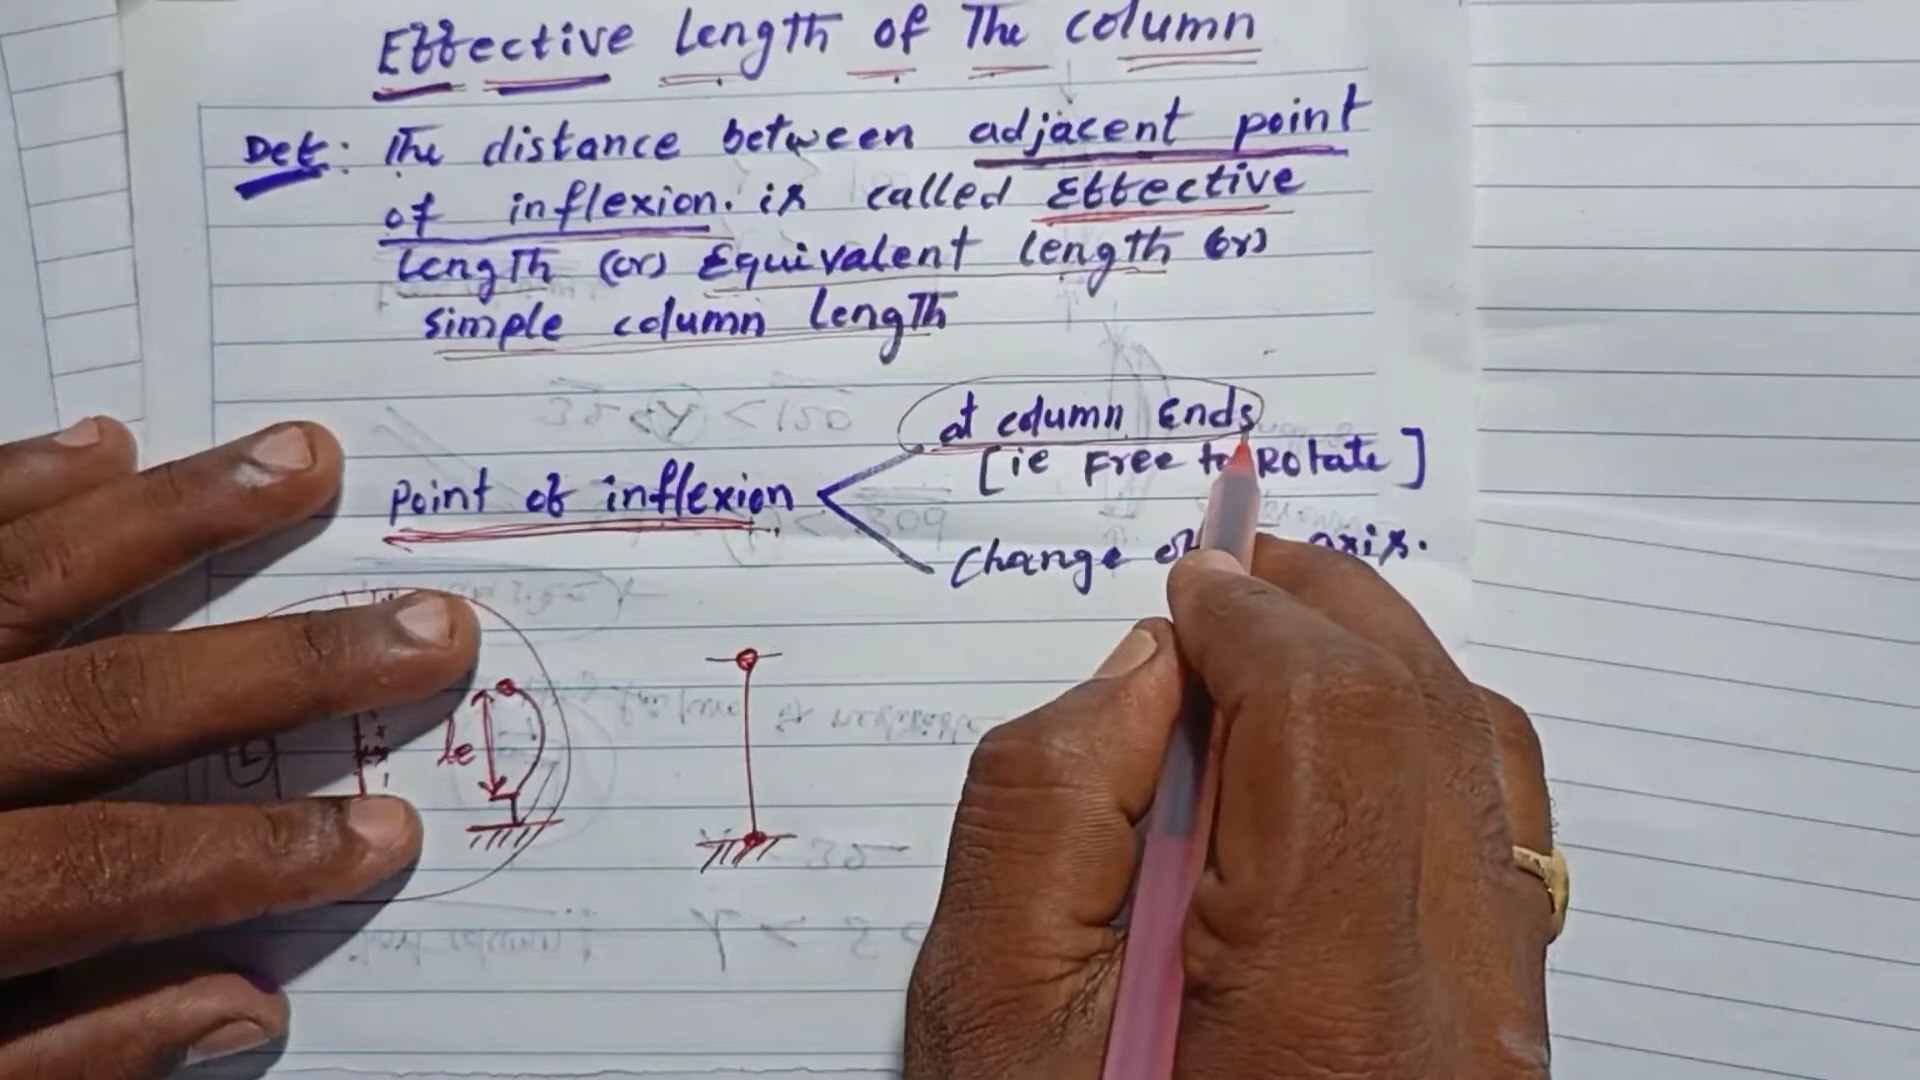 Effective Length of The column
Def: The distance between adjacent point
of inflexion. is called Effective
Length (or) Equivalent length (or)
simple column length
at column Ends
[ie Free to Rotate]
Point of inflexion
Change of axis.
le